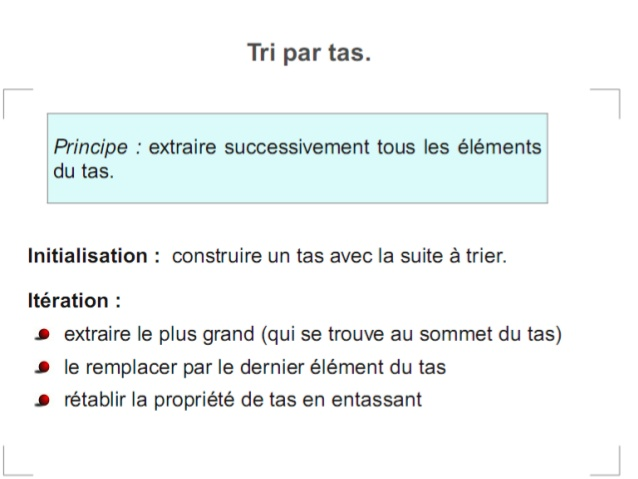 Tri par tas.
Principe : extraire successivement tous les éléments
du tas.
Initialisation : construire un tas avec la suite à trier.
Itération :
extraire le plus grand (qui se trouve au sommet du tas)
le remplacer par le dernier élément du tas
rétablir la propriété de tas en entassant